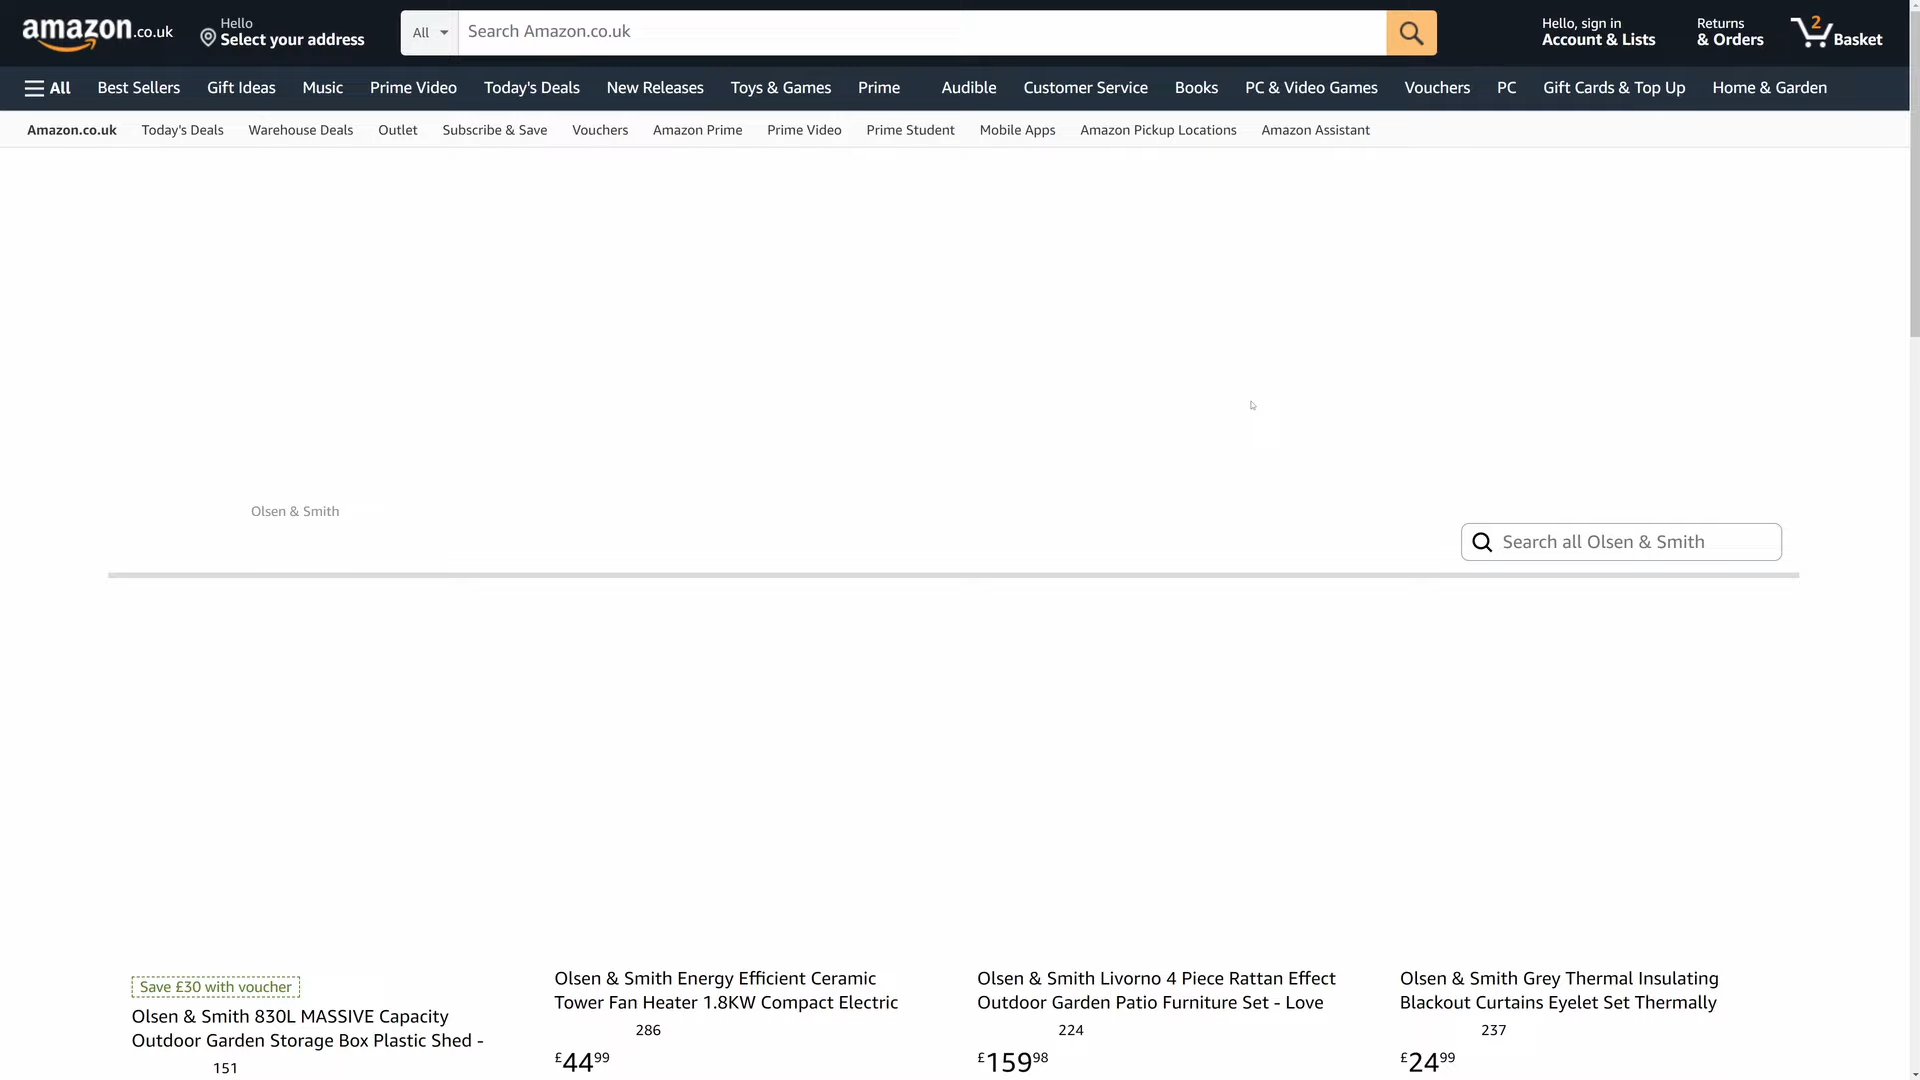 amazon.co.uk
Hello
Select your address
All
Search Amazon.co.uk
Hello, sign in
Account & Lists
Returns
& Orders
2
Basket
All Best Sellers Gift Ideas Music Prime Video Today's Deals New Releases Toys & Games Prime Audible Customer Service Books PC & Video Games Vouchers PC Gift Cards & Top Up Home & Garden
Amazon.co.uk Today's Deals Warehouse Deals Outlet Subscribe & Save Vouchers Amazon Prime Prime Video Prime Student Mobile Apps Amazon Pickup Locations Amazon Assistant
Olsen & Smith
Search all Olsen & Smith
Save £30 with voucher
Olsen & Smith 830L MASSIVE Capacity
Outdoor Garden Storage Box Plastic Shed -
151
Olsen & Smith Energy Efficient Ceramic
Tower Fan Heater 1.8KW Compact Electric
286
£4499
Olsen & Smith Livorno 4 Piece Rattan Effect
Outdoor Garden Patio Furniture Set - Love
224
£15998
Olsen & Smith Grey Thermal Insulating
Blackout Curtains Eyelet Set Thermally
237
£2499